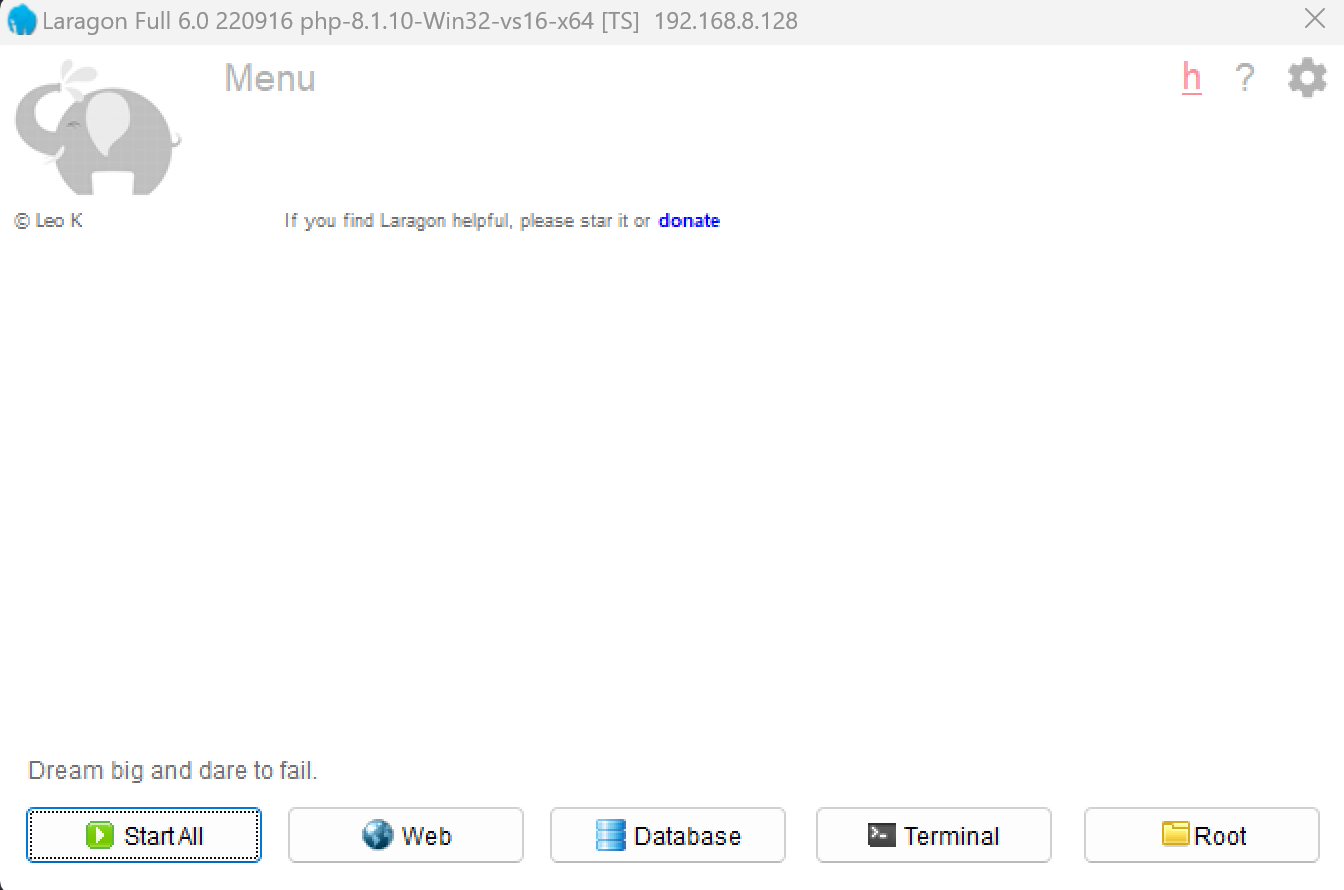 Laragon Full 6.0 220916 php-8.1.10-Win32-vs16-x64 [TS]  192.168.8.128
Menu
h ?
© Leo K
If you find Laragon helpful, please star it or donate
Dream big and dare to fail.
Start All
Web
Database
Terminal
Root